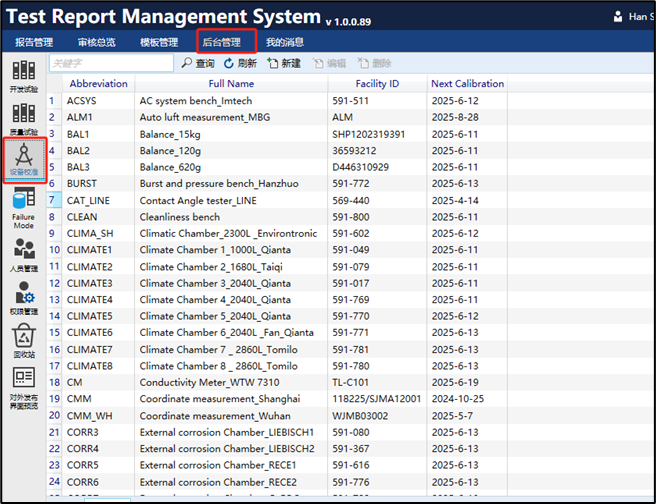 Test Report Management System v 1.0.0.89
Han S
报告管理 审核总览 模板管理 后台管理 我的消息
关键字 查询 刷新 新建 编辑 删除
开发试验
质量试验
设备校准
Failure
Mode
人员管理
权限管理
回收站
对外发布
界面预览
Abbreviation Full Name Facility ID Next Calibration
1 ACSYS AC system bench_Imtech 591-511 2025-6-12
2 ALM1 Auto luft measurement_MBG ALM 2025-8-28
3 BAL1 Balance_15kg SHP1202319391 2025-6-11
4 BAL2 Balance_120g 36593212 2025-6-11
5 BAL3 Balance_620g D446310929 2025-6-11
6 BURST Burst and pressure bench_Hanzhuo 591-772 2025-6-13
7 CAT_LINE Contact Angle tester_LINE 569-440 2025-4-14
8 CLEAN Cleanliness bench 591-800 2025-6-11
9 CLIMA_SH Climatic Chamber_2300L _Environtronic 591-602 2025-6-12
10 CLIMATE1 Climate Chamber 1_1000L_Qianta 591-049 2025-6-11
11 CLIMATE2 Climate Chamber 2_1680L_Taiqi 591-079 2025-6-11
12 CLIMATE3 Climate Chamber 3_2040L_Qianta 591-017 2025-6-11
13 CLIMATE4 Climate Chamber 4_2040L_Qianta 591-769 2025-6-11
14 CLIMATE5 Climate Chamber 5_2040L_Qianta 591-770 2025-6-12
15 CLIMATE6 Climate Chamber 6_2040L _Fan_Qianta 591-771 2025-6-13
16 CLIMATE7 Climate Chamber 7 _ 2860L_Tomilo 591-781 2025-6-13
17 CLIMATE8 Climate Chamber 8 _ 2860L_Tomilo 591-780 2025-6-13
18 CM Conductivity Meter_WTW 7310 TL-C101 2025-6-19
19 CMM Coordinate measurement_Shanghai 118225/SJMA12001 2024-10-25
20 CMM_WH Coordinate measurement_Wuhan WJMB03002 2025-5-7
21 CORR3 External corrosion Chamber_LIEBISCH1 591-080 2025-6-13
22 CORR4 External corrosion Chamber_LIEBISCH2 591-367 2025-6-13
23 CORR5 External corrosion Chamber_RECE1 591-616 2025-6-13
24 CORR6 External corrosion Chamber_RECE2 591-776 2025-6-13